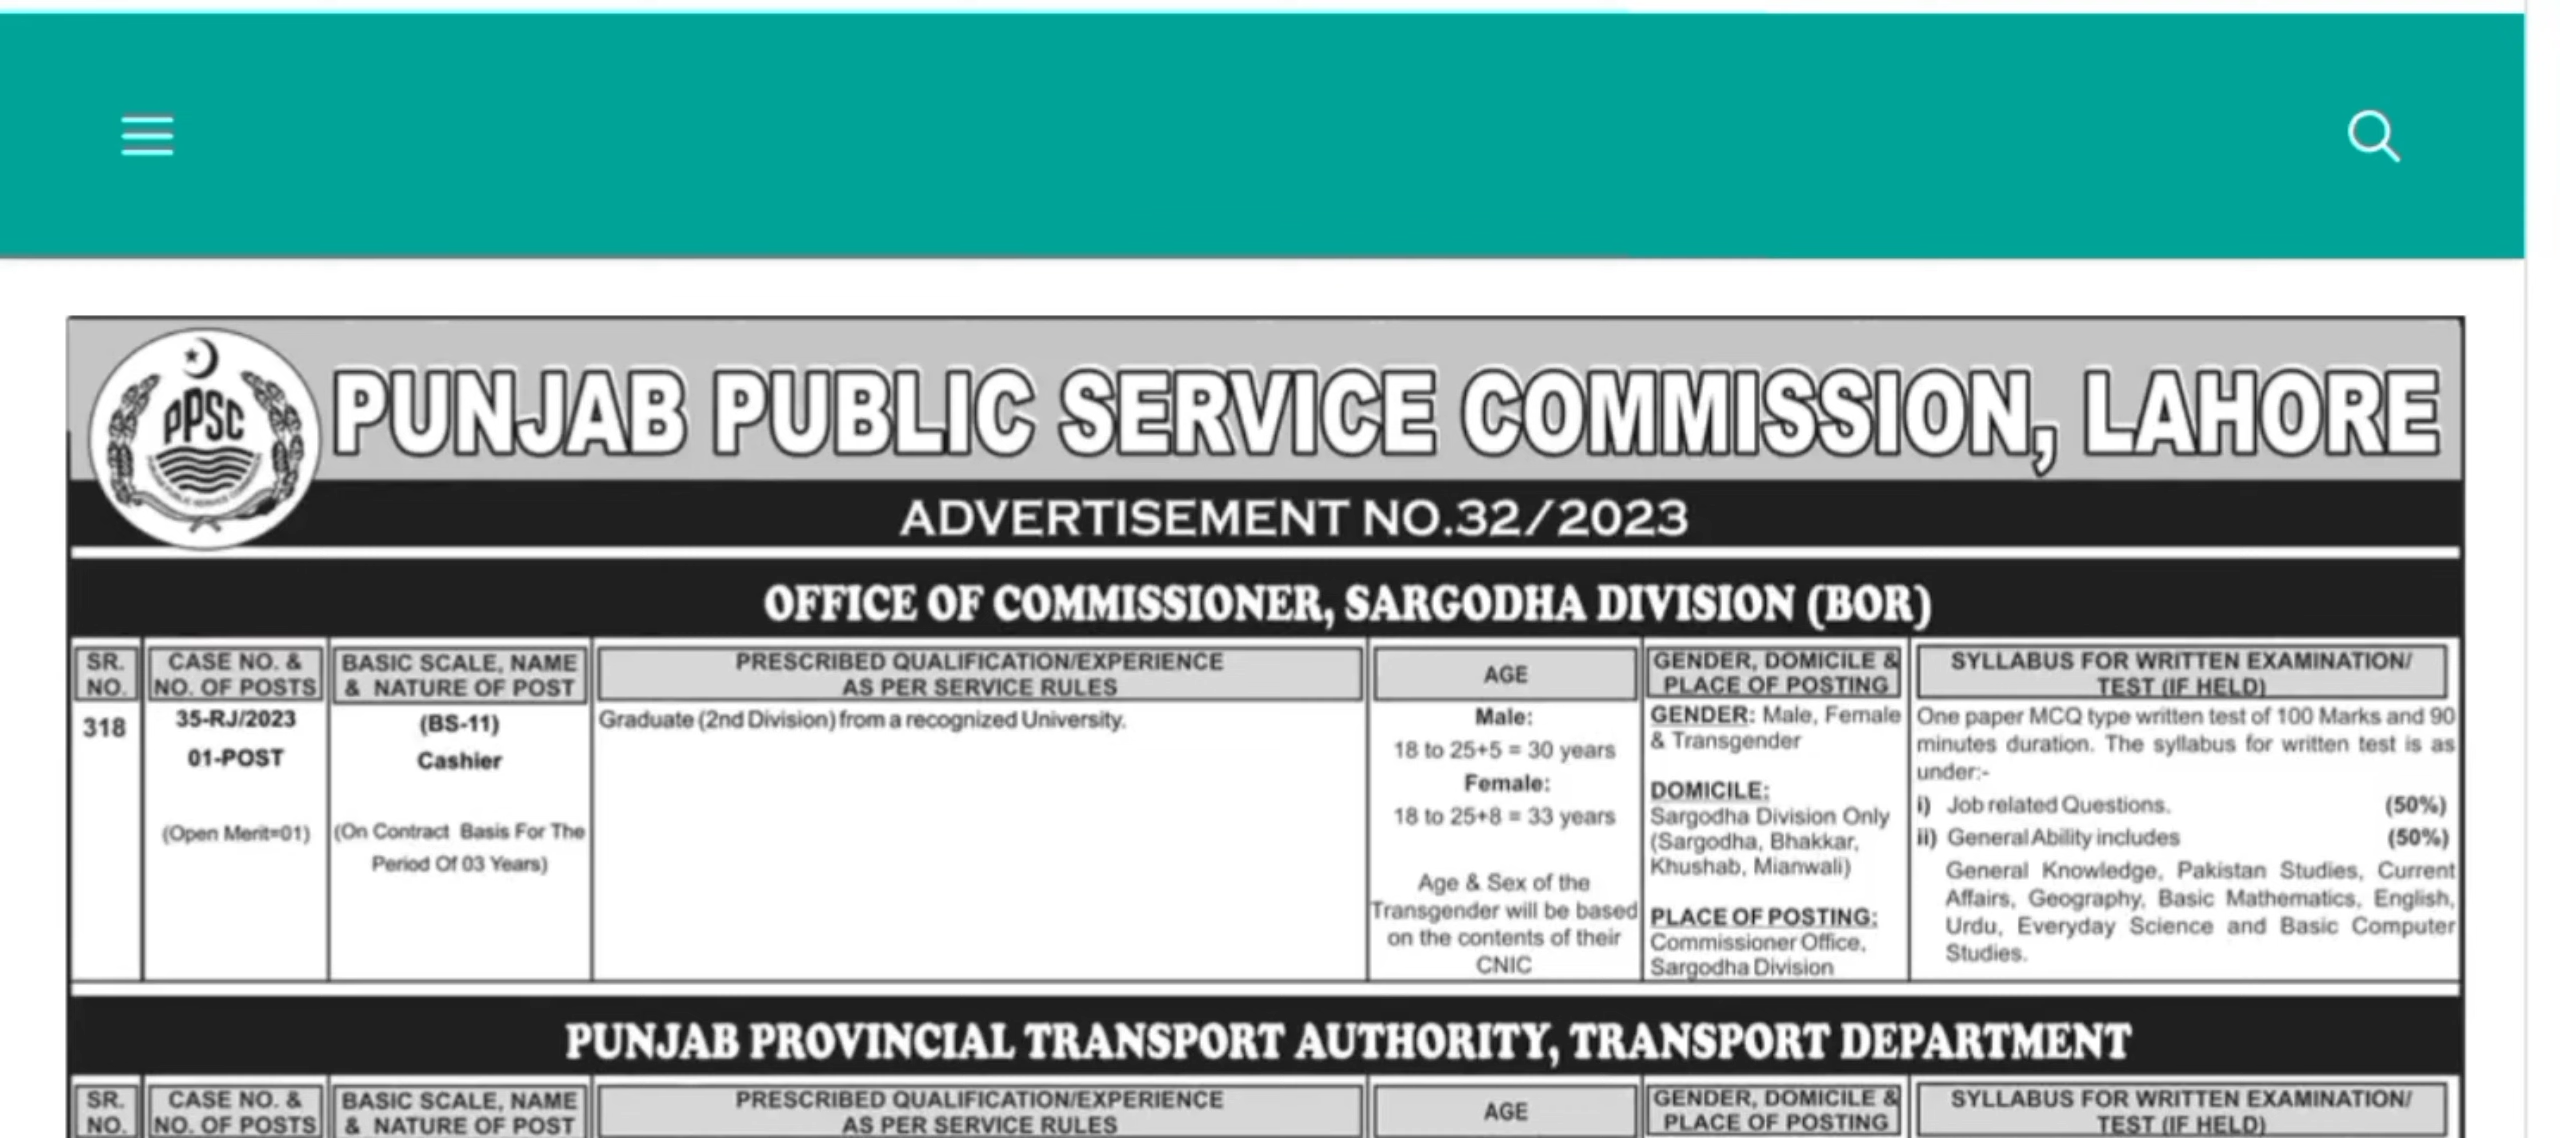 PPSC
PUNJAB PUBLIC SERVICE COMMISSION, LAHORE
ADVERTISEMENT NO.32/2023
OFFICE OF COMMISSIONER, SARGODHA DIVISION (BOR)
SR. NO.
CASE NO. & NO. OF POSTS
BASIC SCALE, NAME & NATURE OF POST
PRESCRIBED QUALIFICATION/EXPERIENCE AS PER SERVICE RULES
AGE
GENDER, DOMICILE & PLACE OF POSTING
SYLLABUS FOR WRITTEN EXAMINATION/ TEST (IF HELD)
318
35-RJ/2023
01-POST
(Open Merit=01)
(BS-11)
Cashier
(On Contract Basis For The
Period Of 03 Years)
Graduate (2nd Division) from a recognized University.
Male:
18 to 25+5 = 30 years
Female:
18 to 25+8 = 33 years
Age & Sex of the
Transgender will be based
on the contents of their
CNIC
GENDER: Male, Female
& Transgender
DOMICILE:
Sargodha Division Only
(Sargodha, Bhakkar,
Khushab, Mianwali)
PLACE OF POSTING:
Commissioner Office,
Sargodha Division
One paper MCQ type written test of 100 Marks and 90
minutes duration. The syllabus for written test is as
under:-
i) Job related Questions. (50%)
ii) General Ability includes (50%)
General Knowledge, Pakistan Studies, Current
Affairs, Geography, Basic Mathematics, English,
Urdu, Everyday Science and Basic Computer
Studies.
PUNJAB PROVINCIAL TRANSPORT AUTHORITY, TRANSPORT DEPARTMENT
SR. NO.
CASE NO. & NO. OF POSTS
BASIC SCALE, NAME & NATURE OF POST
PRESCRIBED QUALIFICATION/EXPERIENCE AS PER SERVICE RULES
AGE
GENDER, DOMICILE & PLACE OF POSTING
SYLLABUS FOR WRITTEN EXAMINATION/ TEST (IF HELD)